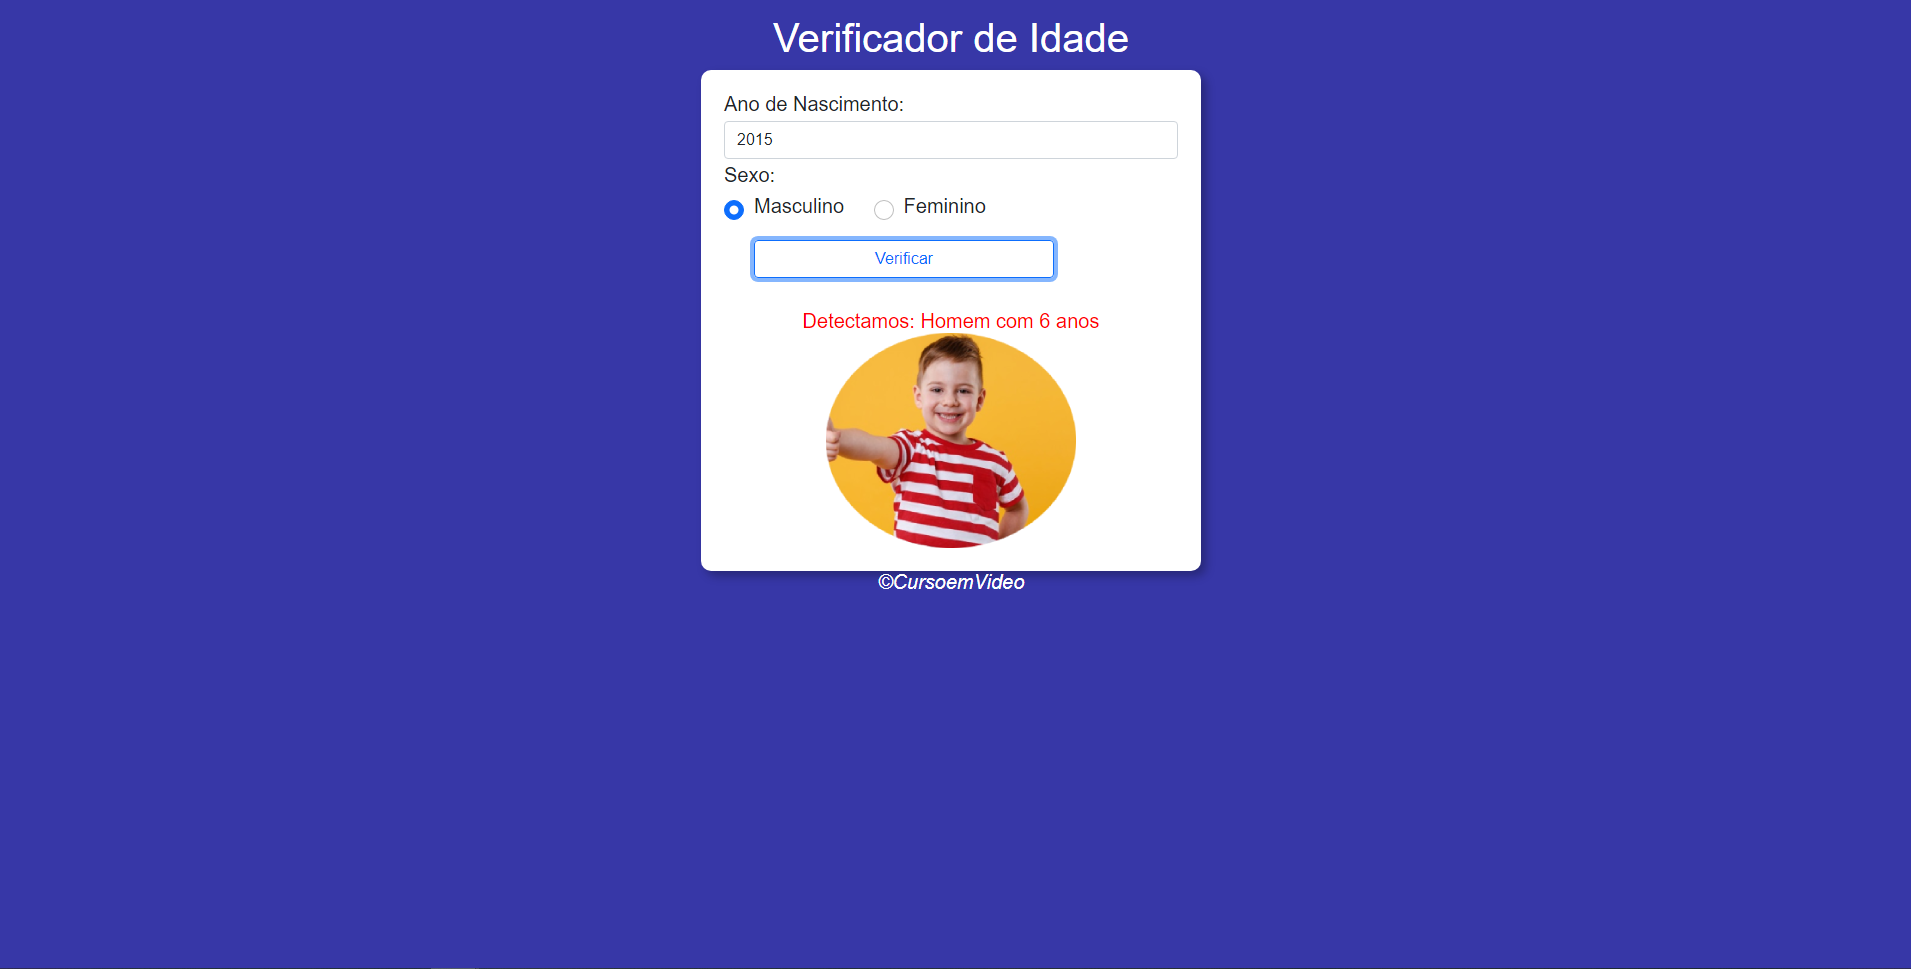 Verificador de Idade
Ano de Nascimento:
2015
Sexo:
Masculino Feminino
Verificar
Detectamos: Homem com 6 anos
©CursoemVideo